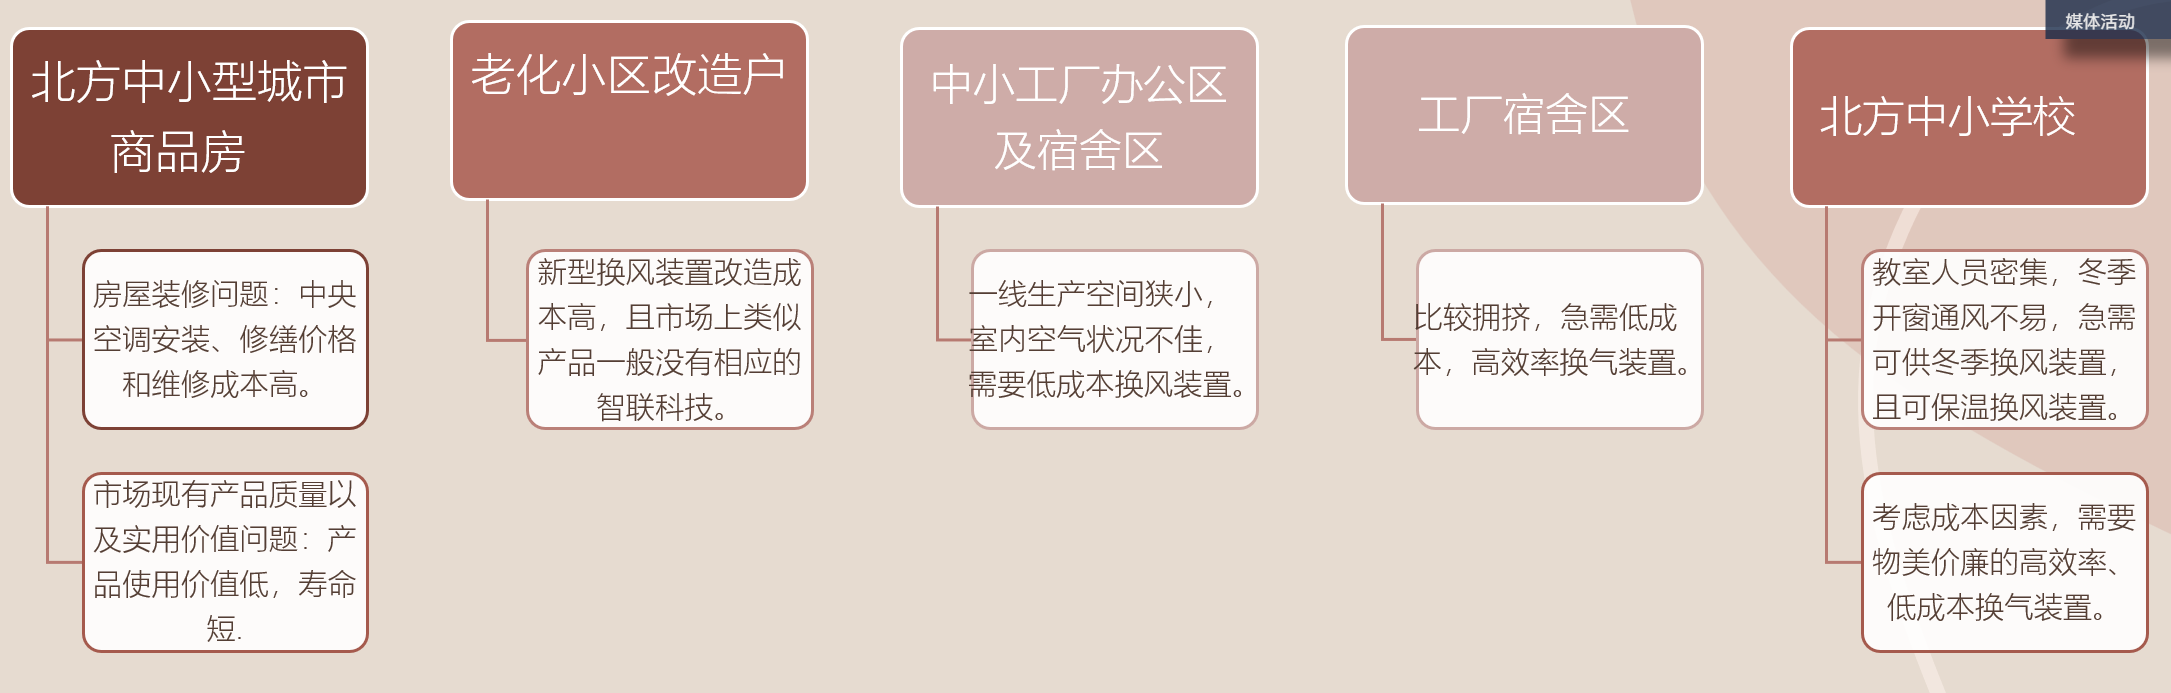 媒体活动
北方中小型城市
商品房
房屋装修问题：中央
空调安装、修缮价格
和维修成本高。
市场现有产品质量以
及实用价值问题：产
品使用价值低，寿命
短.
老化小区改造户
新型换风装置改造成
本高，且市场上类似
产品一般没有相应的
智联科技。
中小工厂办公区
及宿舍区
一线生产空间狭小，
室内空气状况不佳，
需要低成本换风装置。
工厂宿舍区
比较拥挤，急需低成
本，高效率换气装置。
北方中小学校
教室人员密集，冬季
开窗通风不易，急需
可供冬季换风装置，
且可保温换风装置。
考虑成本因素，需要
物美价廉的高效率、
低成本换气装置。